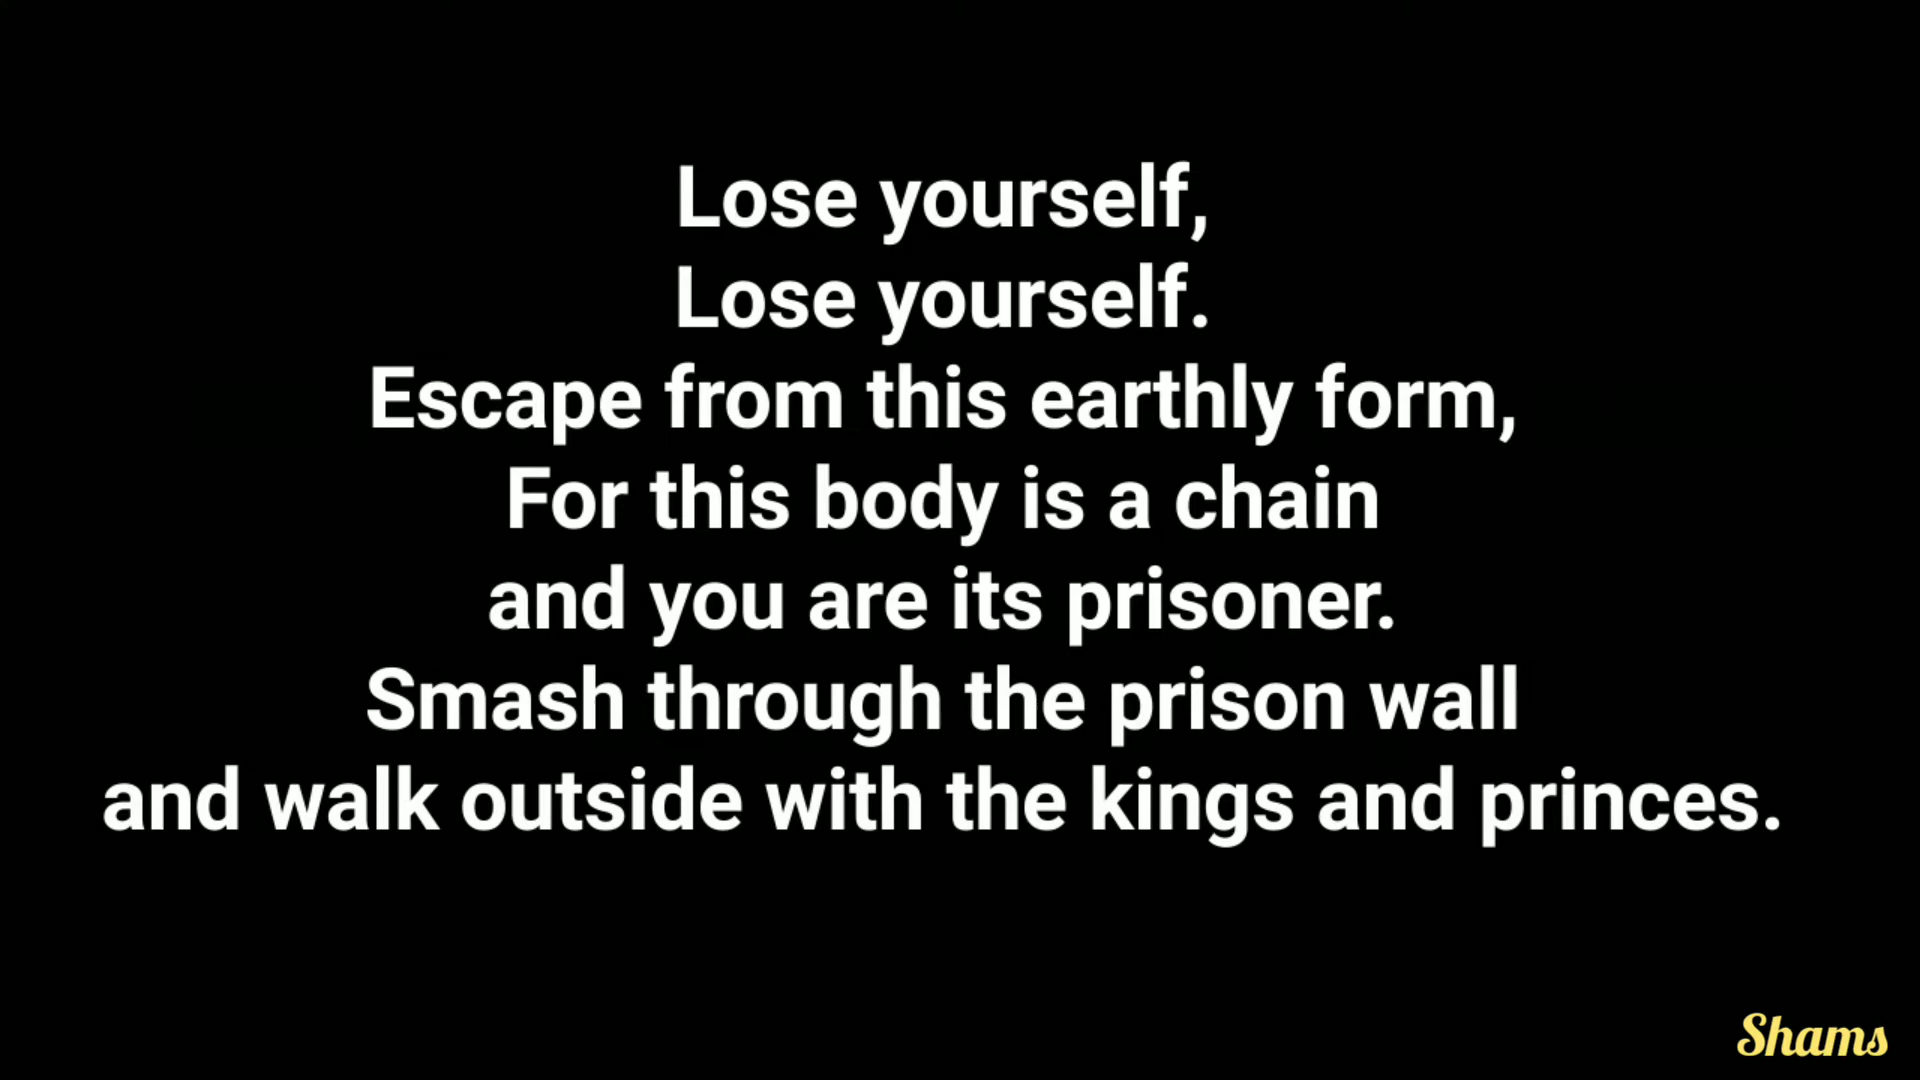 Lose yourself,
Lose yourself.
Escape from this earthly form,
For this body is a chain
and you are its prisoner.
Smash through the prison wall
and walk outside with the kings and princes.
Shams